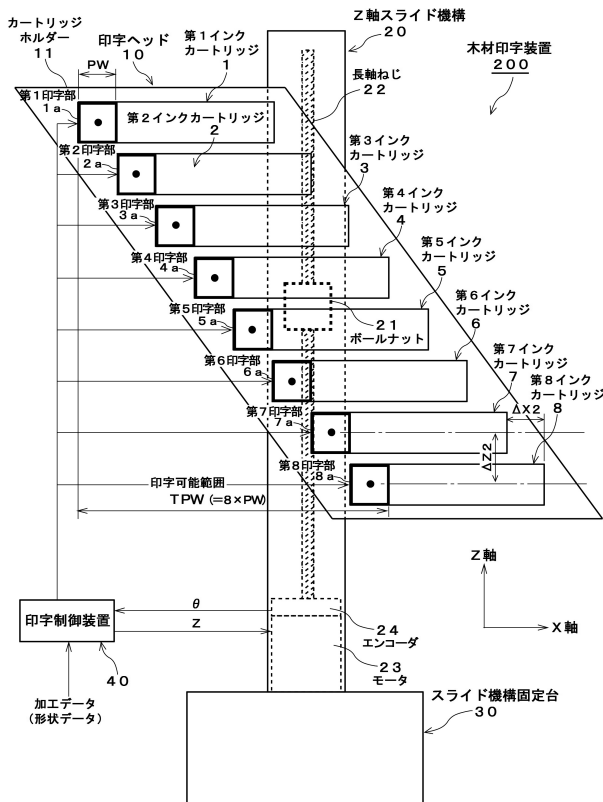 カートリッジ
ホルダー
11
印字ヘッド
10
PW
第1インク
カートリッジ
1
Z軸スライド機構
20
長軸ねじ
22
木材印字装置
200
第1印字部
1a
第2インクカートリッジ
2
第2印字部
2a
第3インク
カートリッジ
3
第3印字部
3a
第4インク
カートリッジ
4
第4印字部
4a
第5インク
カートリッジ
5
第5印字部
5a
21
ボールナット
第6インク
カートリッジ
6
第6印字部
6a
第7インク
カートリッジ
7
第7印字部
7a
第8インク
カートリッジ
8
ΔX2
ΔZ2
第8印字部
8a
印字可能範囲
TPW(=8×PW)
Z軸
X軸
印字制御装置
40
θ
Z
24
エンコーダ
23
モータ
加工データ
(形状データ)
スライド機構固定台
30